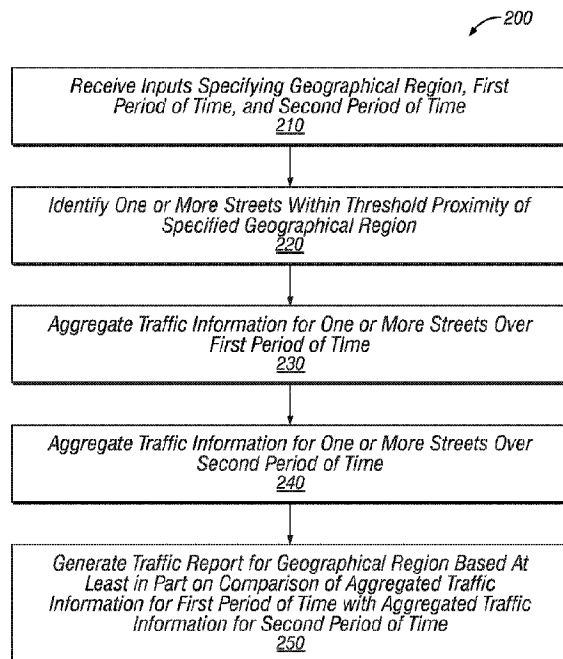 200
Receive Inputs Specifying Geographical Region, First
Period of Time, and Second Period of Time
210
Identify One or More Streets Within Threshold Proximity of
Specified Geographical Region
220
Aggregate Traffic Information for One or More Streets Over
First Period of Time
230
Aggregate Traffic Information for One or More Streets Over
Second Period of Time
240
Generate Traffic Report for Geographical Region Based At
Least in Part on Comparison of Aggregated Traffic
Information for First Period of Time with Aggregated Traffic
Information for Second Period of Time
250